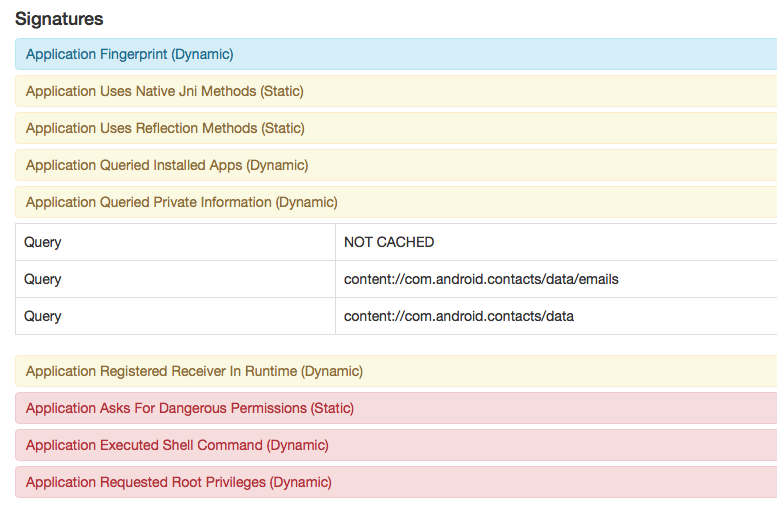 Signatures
Application Fingerprint (Dynamic)
Application Uses Native Jni Methods (Static)
Application Uses Reflection Methods (Static)
Application Queried Installed Apps (Dynamic)
Application Queried Private Information (Dynamic)
Query NOT CACHED
Query content://com.android.contacts/data/emails
Query content://com.android.contacts/data
Application Registered Receiver In Runtime (Dynamic)
Application Asks For Dangerous Permissions (Static)
Application Executed Shell Command (Dynamic)
Application Requested Root Privileges (Dynamic)